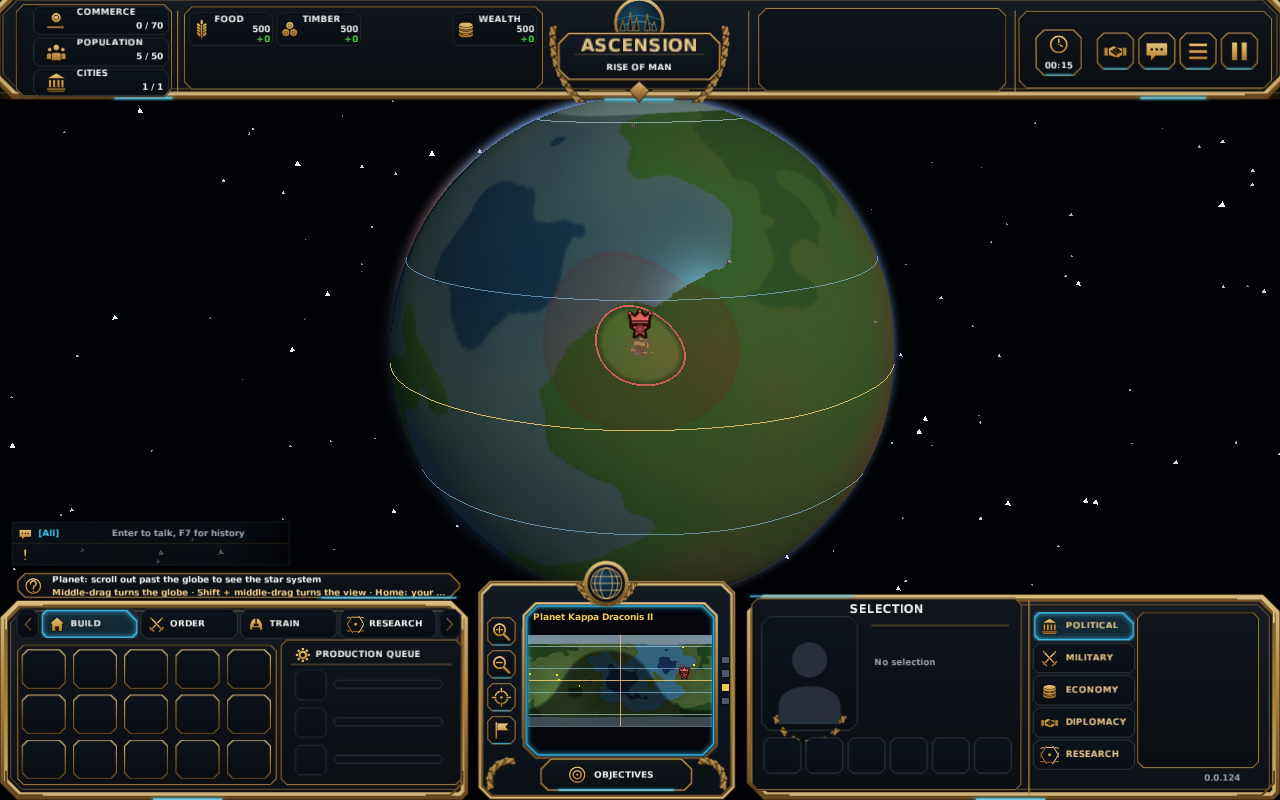 COMMERCE
0 / 70
POPULATION
5 / 50
CITIES
1 / 1
FOOD
500
+0
TIMBER
500
+0
WEALTH
500
+0
ASCENSION
RISE OF MAN
00:15
[All] Enter to talk, F7 for history
!
Planet: scroll out past the globe to see the star system
Middle-drag turns the globe · Shift + middle-drag turns the view · Home: your ...
BUILD
ORDER
TRAIN
RESEARCH
PRODUCTION QUEUE
Planet Kappa Draconis II
OBJECTIVES
SELECTION
No selection
POLITICAL
MILITARY
ECONOMY
DIPLOMACY
RESEARCH
0.0.124